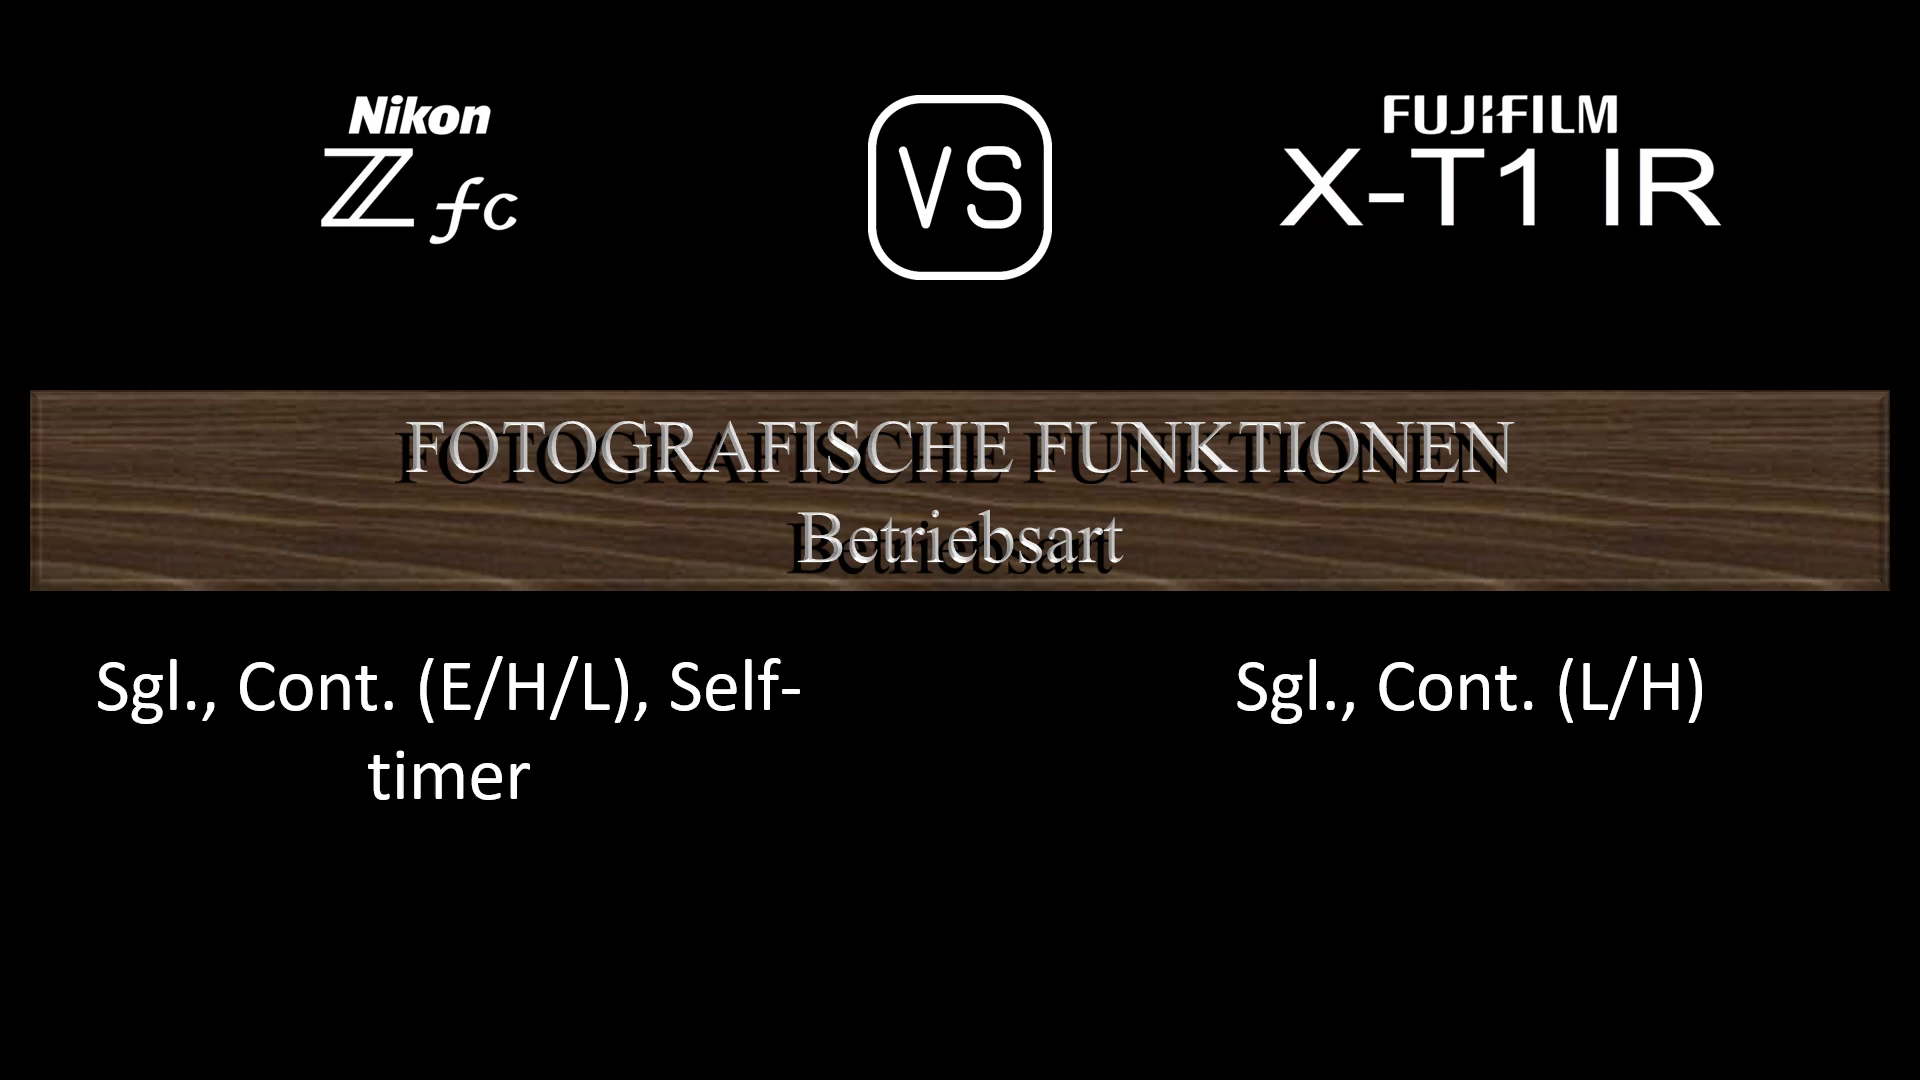 Nikon
Z fc
VS
FUJIFILM
X-T1 IR
FOTOGRAFISCHE FUNKTIONEN
Betriebsart
Sgl., Cont. (E/H/L), Self-
timer
Sgl., Cont. (L/H)